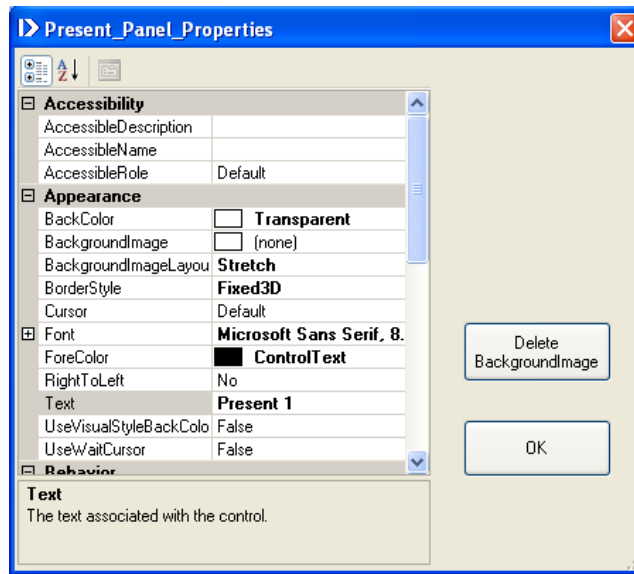 Present_Panel_Properties
Accessibility
AccessibleDescription
AccessibleName
AccessibleRole Default
Appearance
BackColor Transparent
BackgroundImage (none)
BackgroundImageLayou Stretch
BorderStyle Fixed3D
Cursor Default
Font Microsoft Sans Serif, 8.
ForeColor ControlText
RightToLeft No
Text Present 1
UseVisualStyleBackColo False
UseWaitCursor False
Behavior
Text
The text associated with the control.
Delete
BackgroundImage
OK